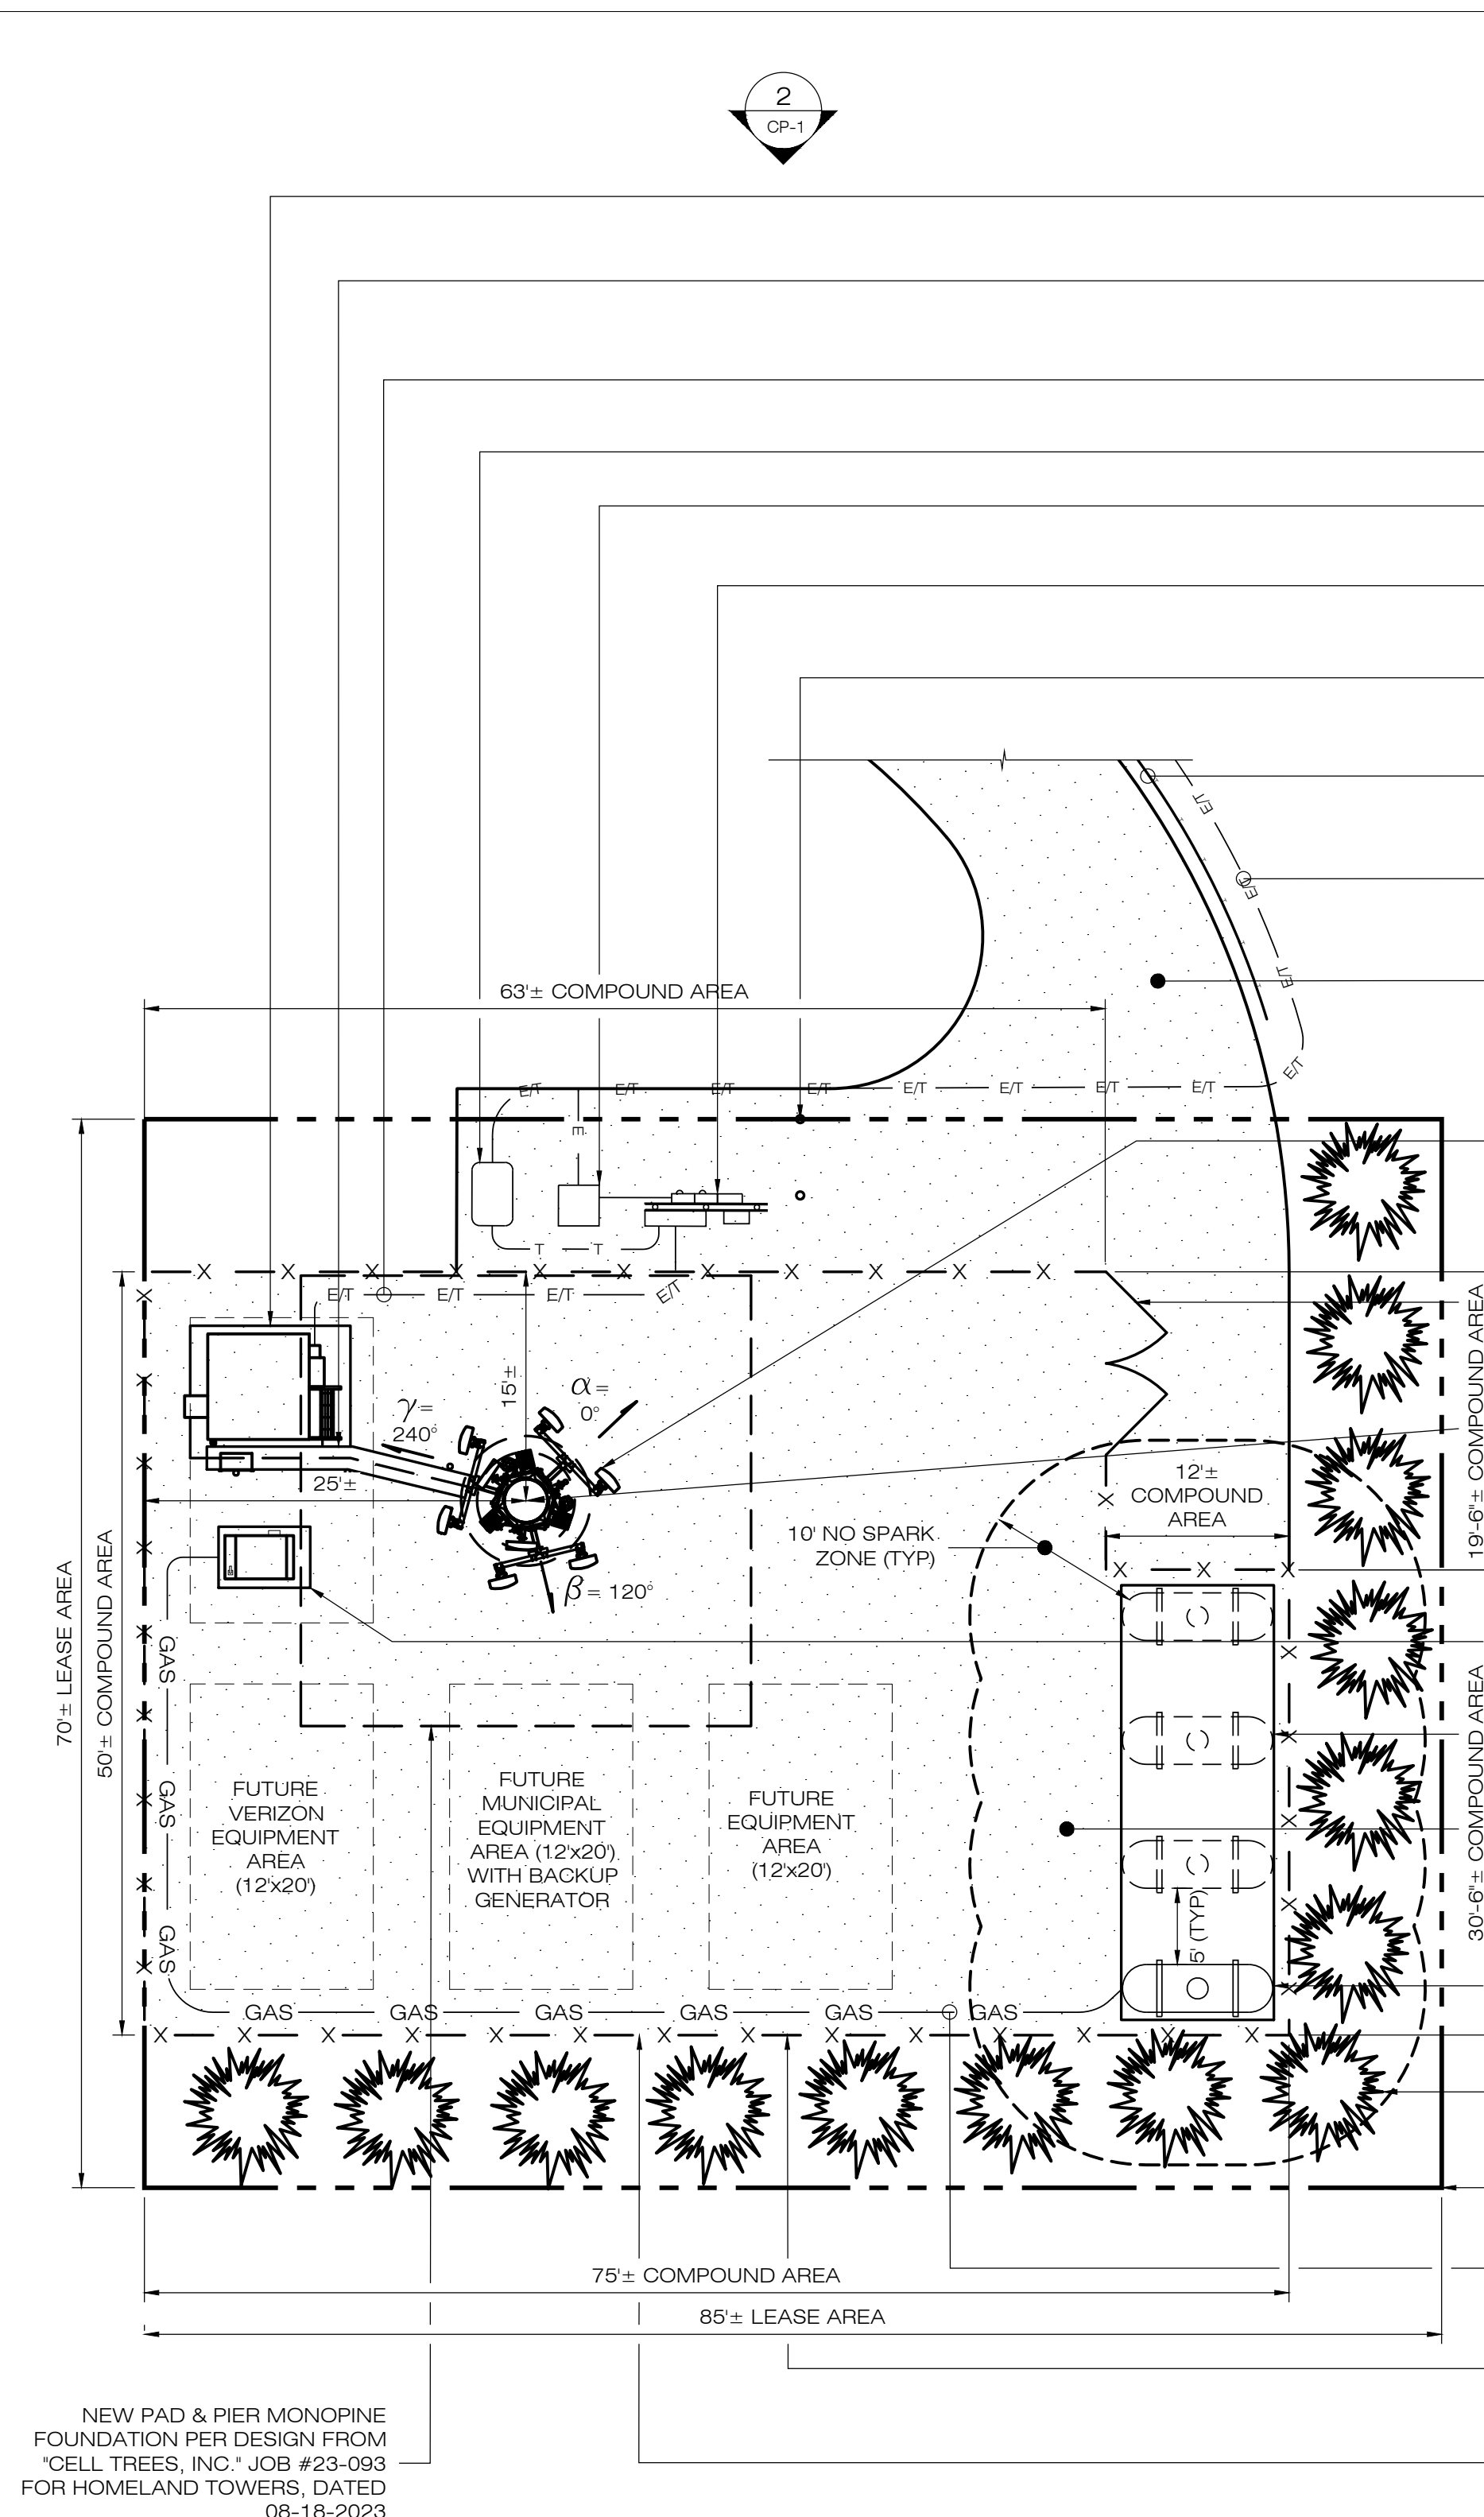 2
CP-1
E/T
E/T
E/T
63'± COMPOUND AREA
E/T
E/T
E/T
E/T
E/T
E/T
E/T
E/T
E/T
E
T
T
X X X X X X X X X X X
E/T
E/T
E/T
E/T
15'±
α=
0°
γ=
240°
25'±
β= 120°
12'±
COMPOUND
AREA
10' NO SPARK
ZONE (TYP)
19'-6"± COMPOUND AREA
30'-6"± COMPOUND AREA
70'± LEASE AREA
50'± COMPOUND AREA
X X X X X X X X X
X
X X X
X X X X X
GAS
GAS
GAS
FUTURE
VERIZON
EQUIPMENT
AREA
(12'x20')
FUTURE
MUNICIPAL
EQUIPMENT
AREA (12'x20')
WITH BACKUP
GENERATOR
FUTURE
EQUIPMENT
AREA
(12'x20')
5' (TYP)
GAS GAS GAS GAS GAS GAS
X X X X X X X X X X X X X X
75'± COMPOUND AREA
85'± LEASE AREA
NEW PAD & PIER MONOPINE
FOUNDATION PER DESIGN FROM
"CELL TREES, INC." JOB #23-093
FOR HOMELAND TOWERS, DATED
08-18-2023